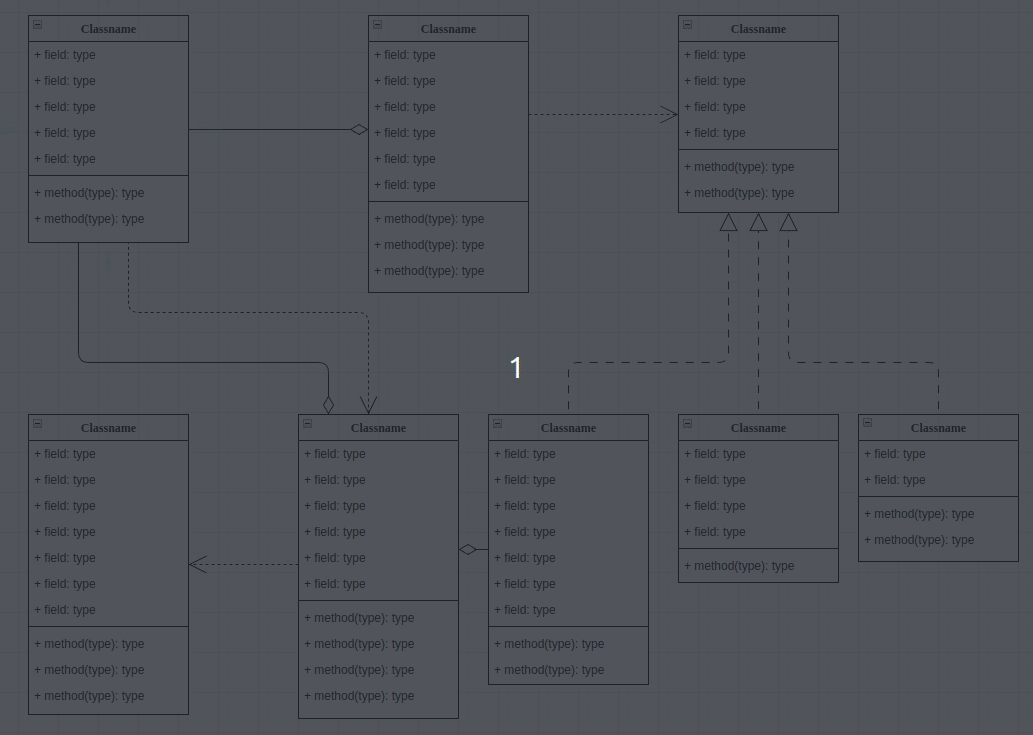 Classname
+ field: type
+ field: type
+ field: type
+ field: type
+ field: type
+ method(type): type
+ method(type): type
Classname
+ field: type
+ field: type
+ field: type
+ field: type
+ field: type
+ field: type
+ method(type): type
+ method(type): type
+ method(type): type
Classname
+ field: type
+ field: type
+ field: type
+ field: type
+ method(type): type
+ method(type): type
1
Classname
+ field: type
+ field: type
+ field: type
+ field: type
+ field: type
+ field: type
+ field: type
+ method(type): type
+ method(type): type
+ method(type): type
Classname
+ field: type
+ field: type
+ field: type
+ field: type
+ field: type
+ field: type
+ method(type): type
+ method(type): type
+ method(type): type
+ method(type): type
Classname
+ field: type
+ field: type
+ field: type
+ field: type
+ field: type
+ field: type
+ field: type
+ method(type): type
+ method(type): type
Classname
+ field: type
+ field: type
+ field: type
+ field: type
+ method(type): type
Classname
+ field: type
+ field: type
+ method(type): type
+ method(type): type